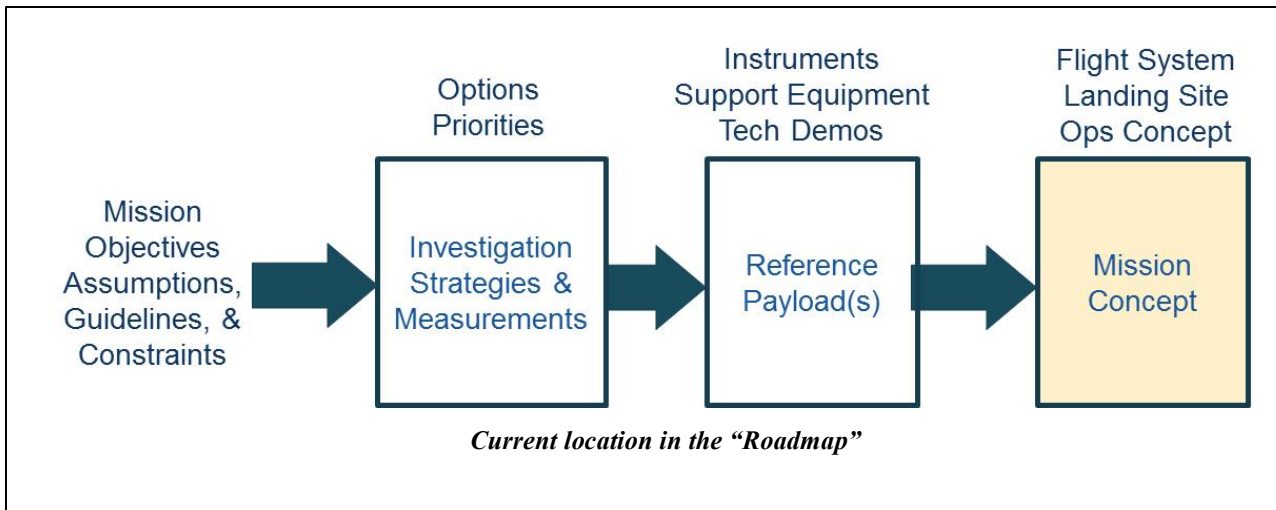 Mission
Objectives
Assumptions,
Guidelines, &
Constraints
Options
Priorities
Investigation
Strategies &
Measurements
Instruments
Support Equipment
Tech Demos
Reference
Payload(s)
Flight System
Landing Site
Ops Concept
Mission
Concept
Current location in the “Roadmap”